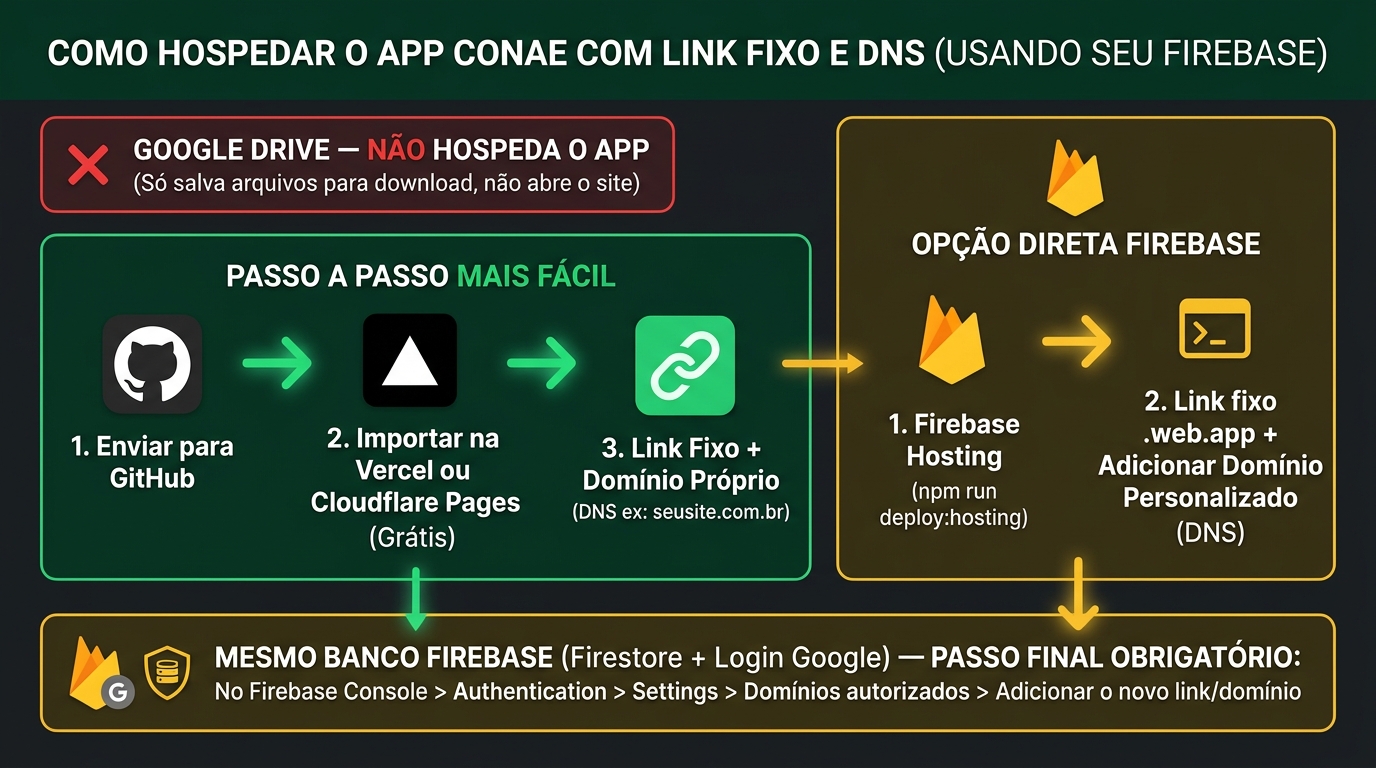 COMO HOSPEDAR O APP CONAE COM LINK FIXO E DNS (USANDO SEU FIREBASE)
GOOGLE DRIVE — NÃO HOSPEDA O APP
(Só salva arquivos para download, não abre o site)
PASSO A PASSO MAIS FÁCIL
1. Enviar para
GitHub
2. Importar na
Vercel ou
Cloudflare Pages
(Grátis)
3. Link Fixo +
Domínio Próprio
(DNS ex: seusite.com.br)
OPÇÃO DIRETA FIREBASE
1. Firebase
Hosting
(npm run
deploy:hosting)
2. Link fixo
.web.app +
Adicionar Domínio
Personalizado
(DNS)
G
MESMO BANCO FIREBASE (Firestore + Login Google) — PASSO FINAL OBRIGATÓRIO:
No Firebase Console > Authentication > Settings > Domínios autorizados > Adicionar o novo link/domínio